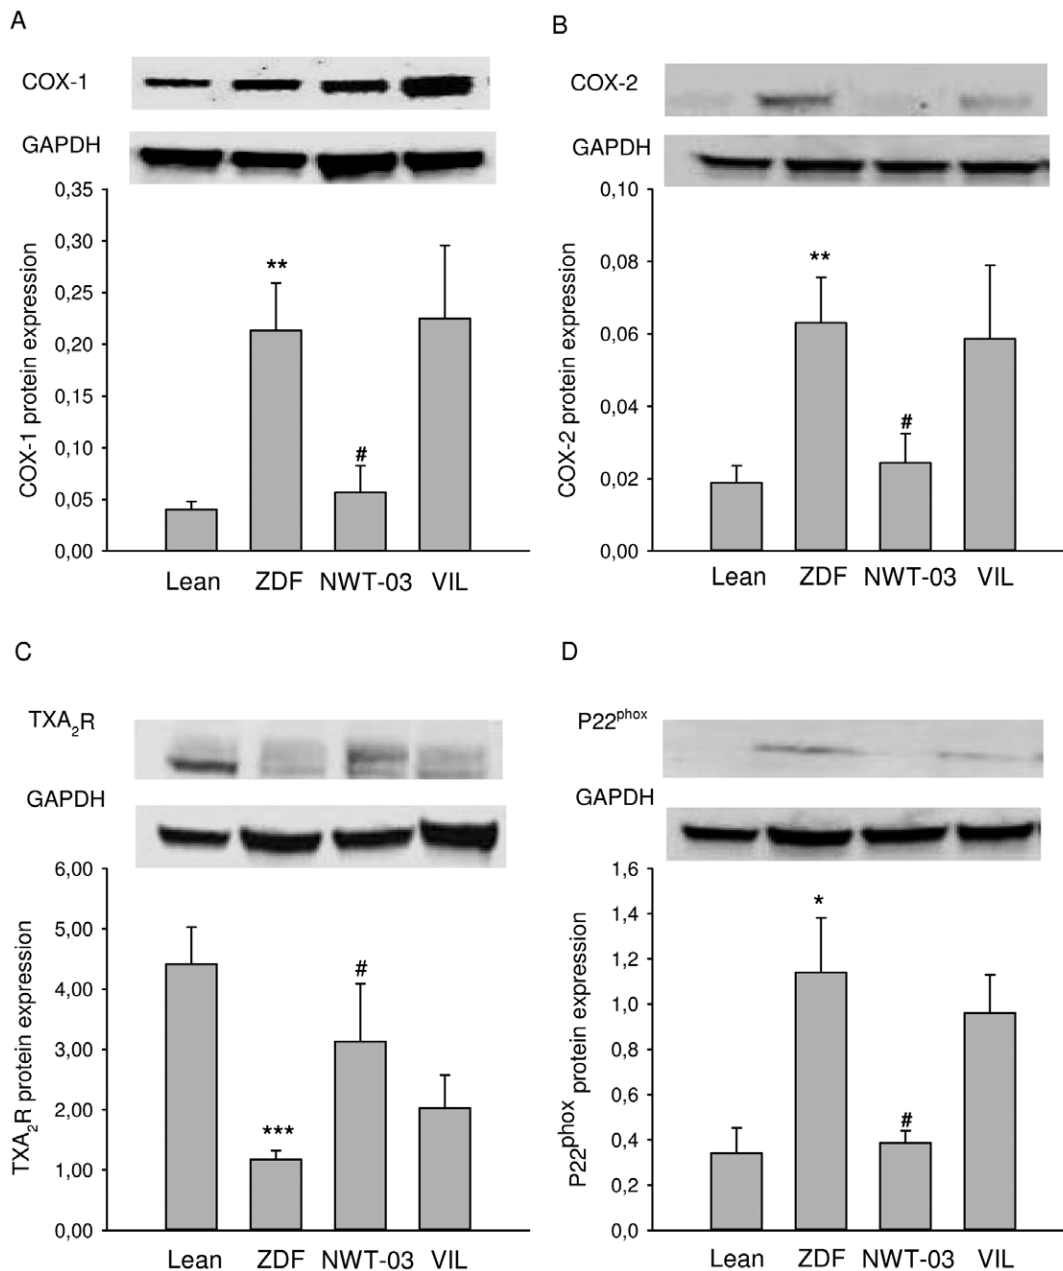 A
COX-1
GAPDH
0,35
0,30
0,25
0,20
0,15
0,10
0,05
0,00
COX-1 protein expression
**
#
Lean ZDF NWT-03 VIL
B
COX-2
GAPDH
0,10
0,08
0,06
0,04
0,02
0,00
COX-2 protein expression
**
#
Lean ZDF NWT-03 VIL
C
TXA₂R
GAPDH
6,00
5,00
4,00
3,00
2,00
1,00
0,00
TXA₂R protein expression
***
#
Lean ZDF NWT-03 VIL
D
P22ᵖʰᵒˣ
GAPDH
1,6
1,4
1,2
1,0
0,8
0,6
0,4
0,2
0,0
P22ᵖʰᵒˣ protein expression
*
#
Lean ZDF NWT-03 VIL